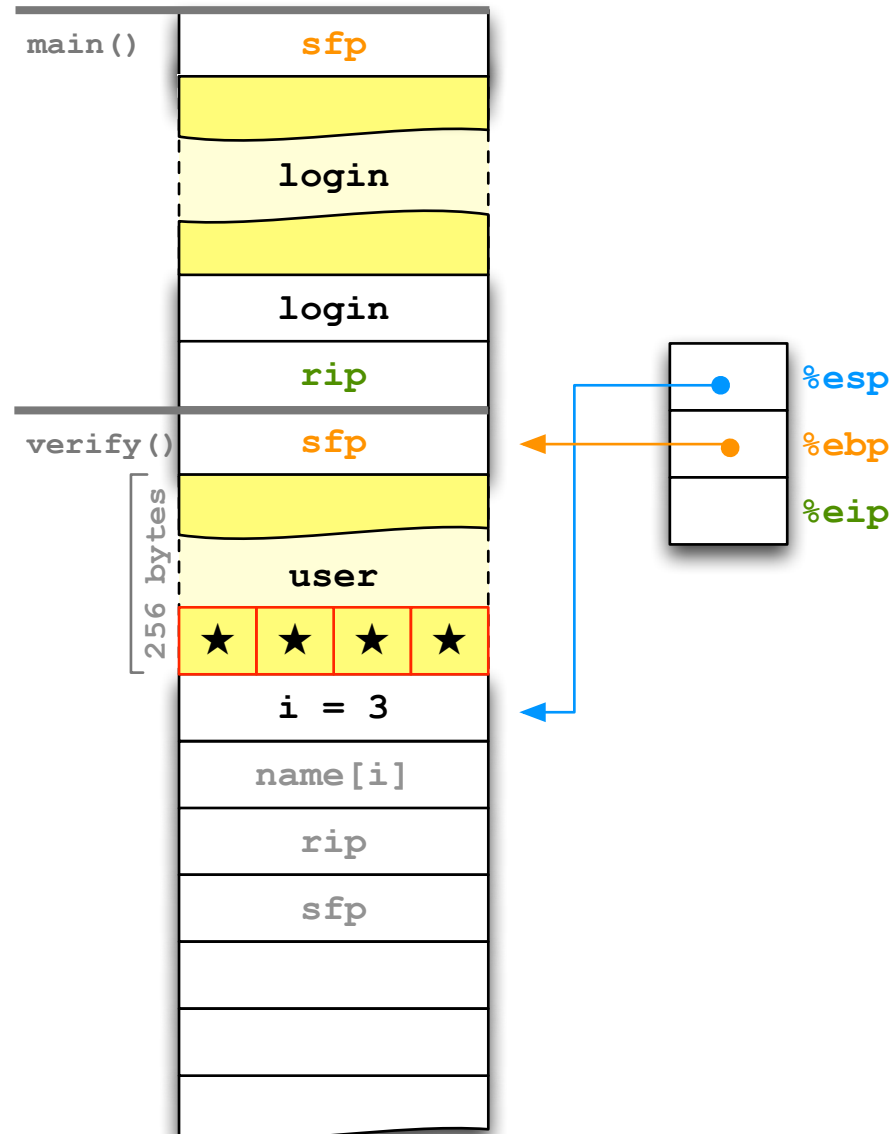 main()
sfp
login
login
rip
%esp
verify()
sfp
%ebp
%eip
256 bytes
user
★ ★ ★ ★
i = 3
name[i]
rip
sfp